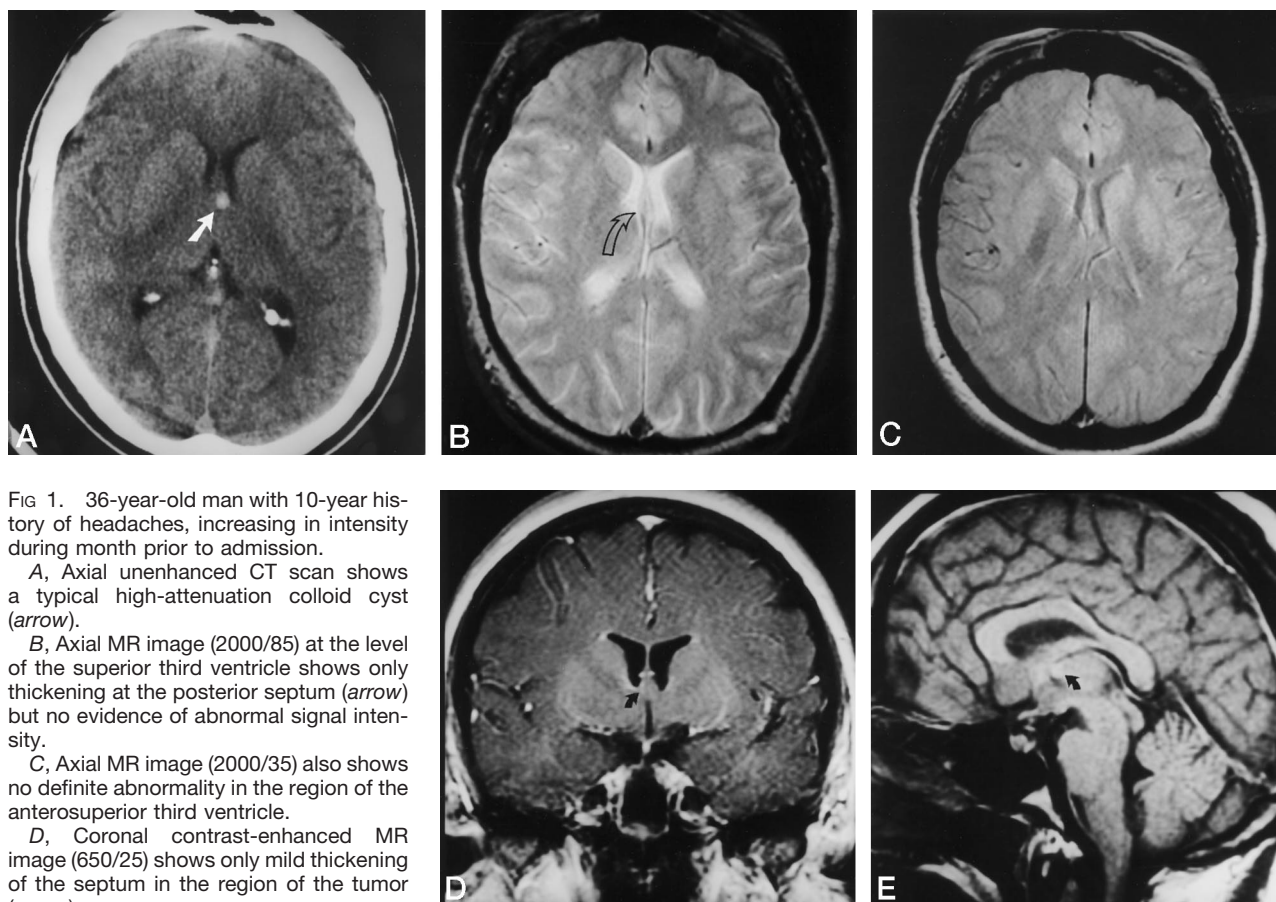 A
B
C
FIG 1. 36-year-old man with 10-year his-
tory of headaches, increasing in intensity
during month prior to admission.
A, Axial unenhanced CT scan shows
a typical high-attenuation colloid cyst
(arrow).
B, Axial MR image (2000/85) at the level
of the superior third ventricle shows only
thickening at the posterior septum (arrow)
but no evidence of abnormal signal inten-
sity.
C, Axial MR image (2000/35) also shows
no definite abnormality in the region of the
anterosuperior third ventricle.
D, Coronal contrast-enhanced MR
image (650/25) shows only mild thickening
of the septum in the region of the tumor
D
E